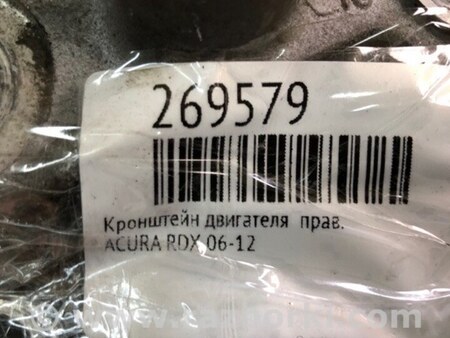 269579
Кронштейн двигателя прав.
ACURA RDX 06-12